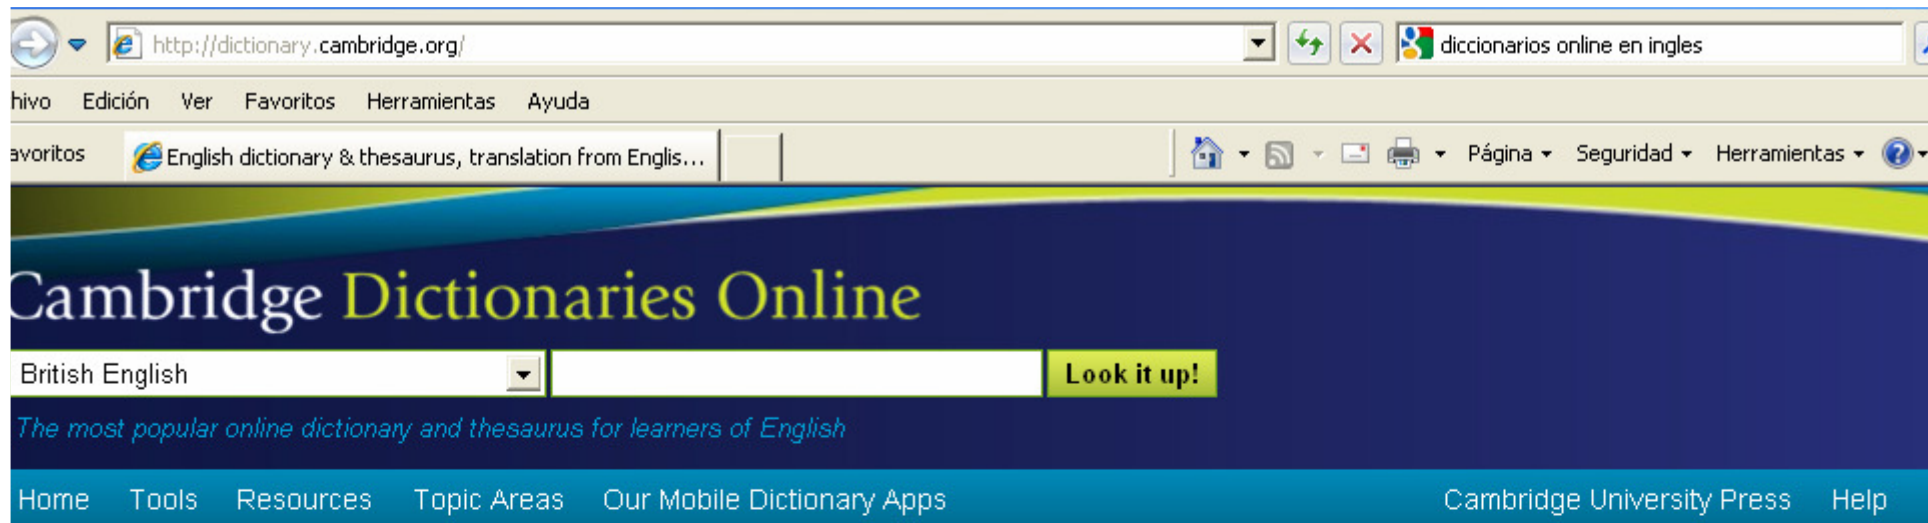 http://dictionary.cambridge.org/ diccionarios online en ingles
hivo Edición Ver Favoritos Herramientas Ayuda
avoritos English dictionary & thesaurus, translation from Englis... Página Seguridad Herramientas
Cambridge Dictionaries Online
British English Look it up!
The most popular online dictionary and thesaurus for learners of English
Home Tools Resources Topic Areas Our Mobile Dictionary Apps Cambridge University Press Help